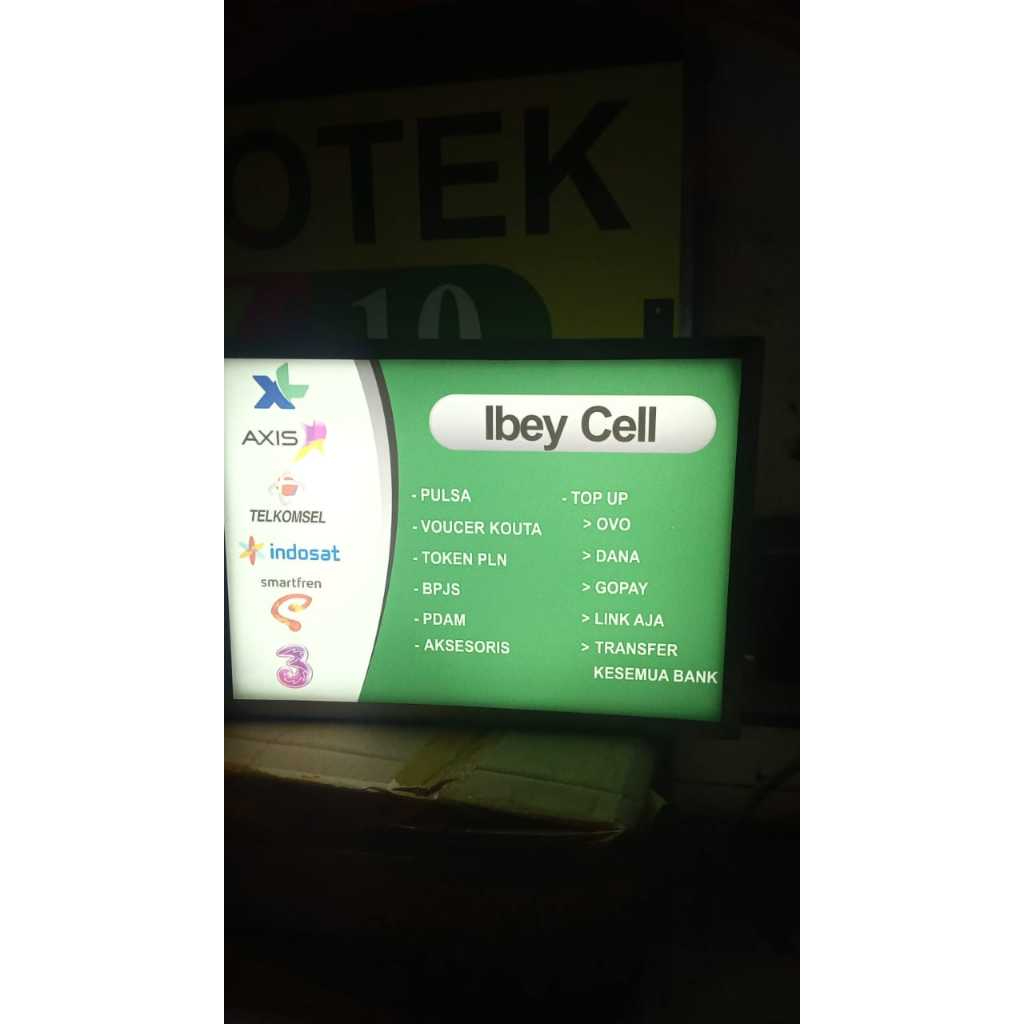 OTEK
10
XL
AXIS
TELKOMSEL
indosat
smartfren
3
Ibey Cell
- PULSA
- VOUCER KOUTA
- TOKEN PLN
- BPJS
- PDAM
- AKSESORIS
- TOP UP
> OVO
> DANA
> GOPAY
> LINK AJA
> TRANSFER
KESEMUA BANK